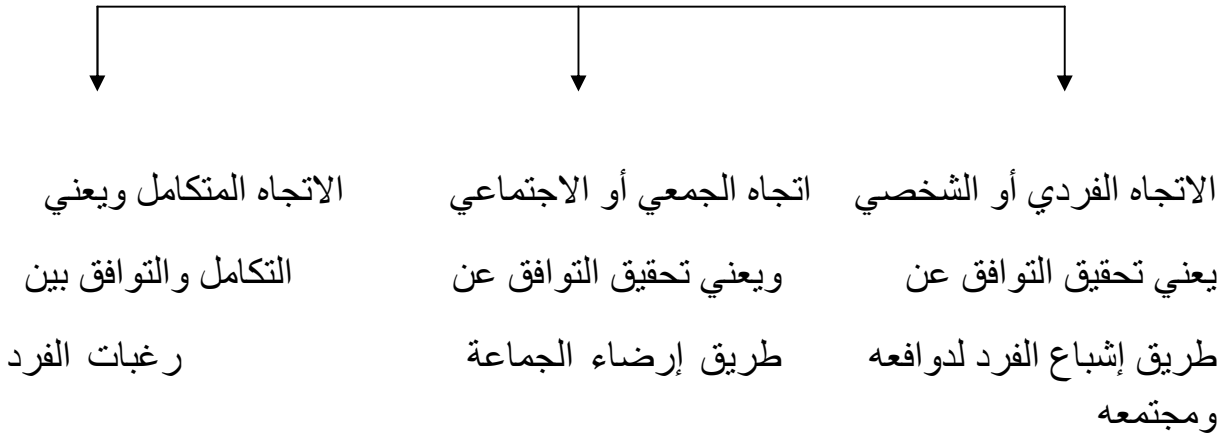 الاتجاه الفردي أو الشخصي اتجاه الجمعي أو الاجتماعي الاتجاه المتكامل ويعني
يعني تحقيق التوافق عن ويعني تحقيق التوافق عن التكامل والتوافق بين
طريق إشباع الفرد لدوافعه طريق إرضاء الجماعة رغبات الفرد
ومجتمعه